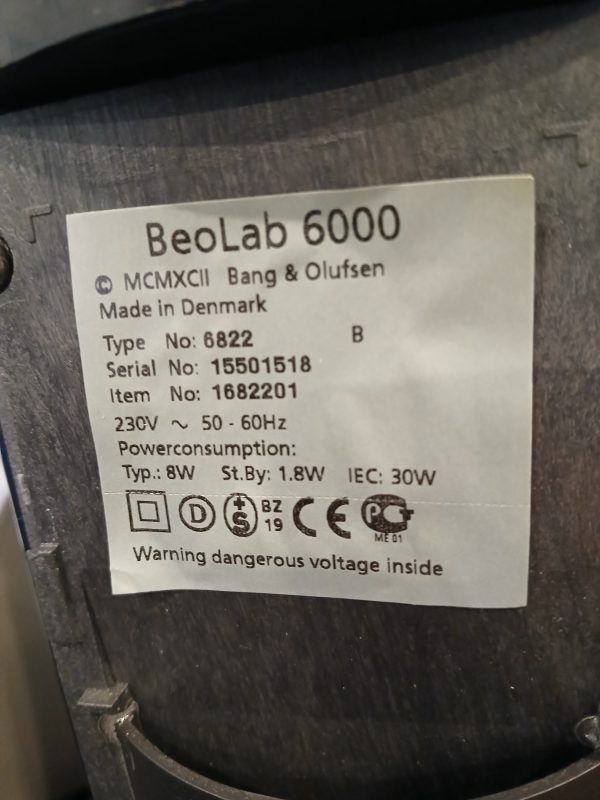 BeoLab 6000
© MCMXCII Bang & Olufsen
Made in Denmark
Type No: 6822 B
Serial No: 15501518
Item No: 1682201
230V ~ 50 - 60Hz
Powerconsumption:
Typ.: 8W St.By: 1.8W IEC: 30W
D +S BZ 19 CE PCT ME 01
Warning dangerous voltage inside